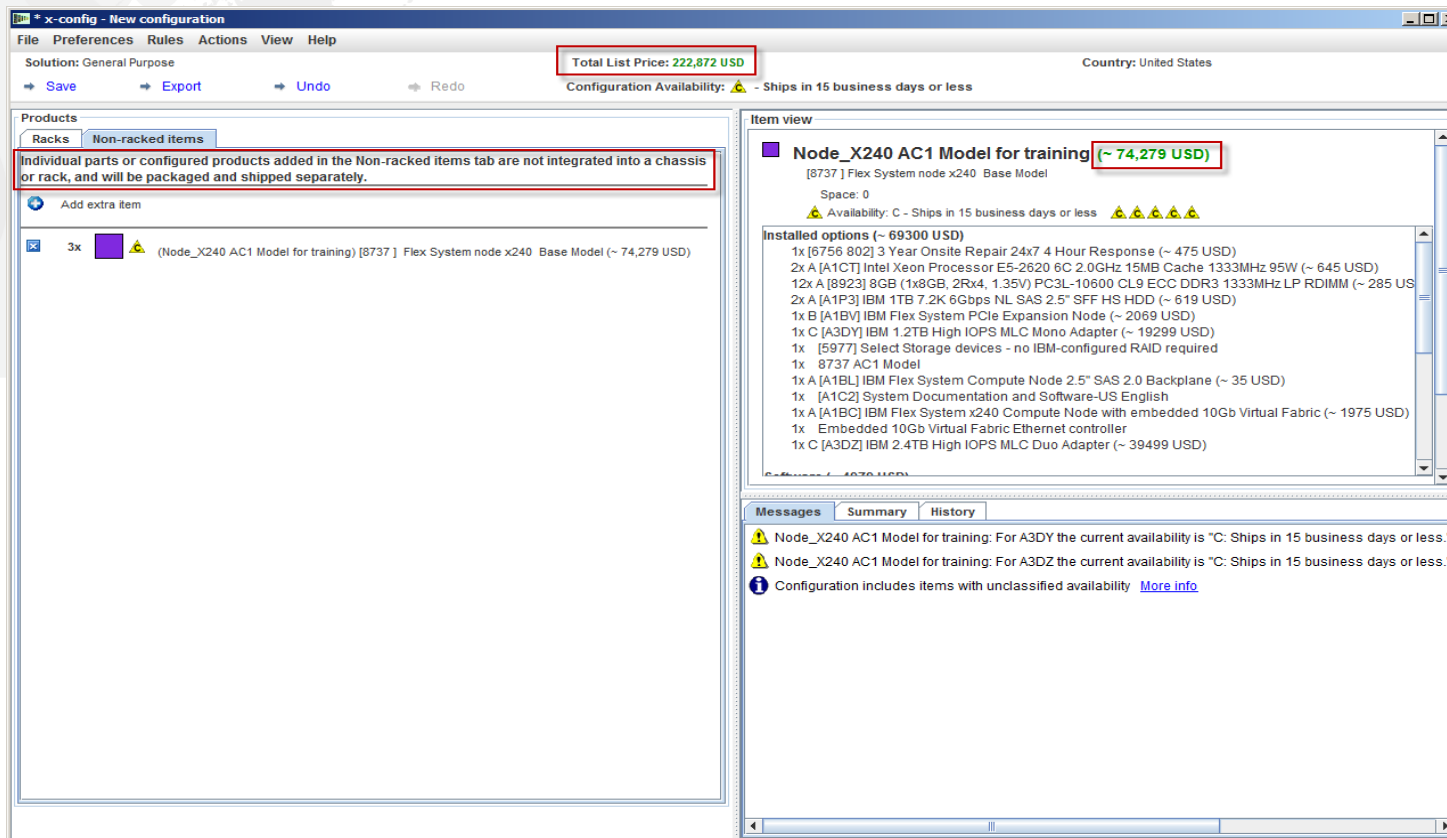 * x-config - New configuration
File Preferences Rules Actions View Help
Solution: General Purpose
Total List Price: 222,872 USD
Country: United States
Save
Export
Undo
Redo
Configuration Availability: C - Ships in 15 business days or less
Products
Racks
Non-racked items
Individual parts or configured products added in the Non-racked items tab are not integrated into a chassis
or rack, and will be packaged and shipped separately.
Add extra item
3x C (Node_X240 AC1 Model for training) [8737 ] Flex System node x240 Base Model (~ 74,279 USD)
Item view
Node_X240 AC1 Model for training (~ 74,279 USD)
[8737 ] Flex System node x240 Base Model
Space: 0
C Availability: C - Ships in 15 business days or less C C C C C
Installed options (~ 69300 USD)
1x [6756 802] 3 Year Onsite Repair 24x7 4 Hour Response (~ 475 USD)
2x A [A1CT] Intel Xeon Processor E5-2620 6C 2.0GHz 15MB Cache 1333MHz 95W (~ 645 USD)
12x A [8923] 8GB (1x8GB, 2Rx4, 1.35V) PC3L-10600 CL9 ECC DDR3 1333MHz LP RDIMM (~ 285 US
2x A [A1P3] IBM 1TB 7.2K 6Gbps NL SAS 2.5" SFF HS HDD (~ 619 USD)
1x B [A1BV] IBM Flex System PCIe Expansion Node (~ 2069 USD)
1x C [A3DY] IBM 1.2TB High IOPS MLC Mono Adapter (~ 19299 USD)
1x [5977] Select Storage devices - no IBM-configured RAID required
1x 8737 AC1 Model
1x A [A1BL] IBM Flex System Compute Node 2.5" SAS 2.0 Backplane (~ 35 USD)
1x [A1C2] System Documentation and Software-US English
1x A [A1BC] IBM Flex System x240 Compute Node with embedded 10Gb Virtual Fabric (~ 1975 USD)
1x Embedded 10Gb Virtual Fabric Ethernet controller
1x C [A3DZ] IBM 2.4TB High IOPS MLC Duo Adapter (~ 39499 USD)
Messages
Summary
History
Node_X240 AC1 Model for training: For A3DY the current availability is "C: Ships in 15 business days or less.
Node_X240 AC1 Model for training: For A3DZ the current availability is "C: Ships in 15 business days or less.
Configuration includes items with unclassified availability More info